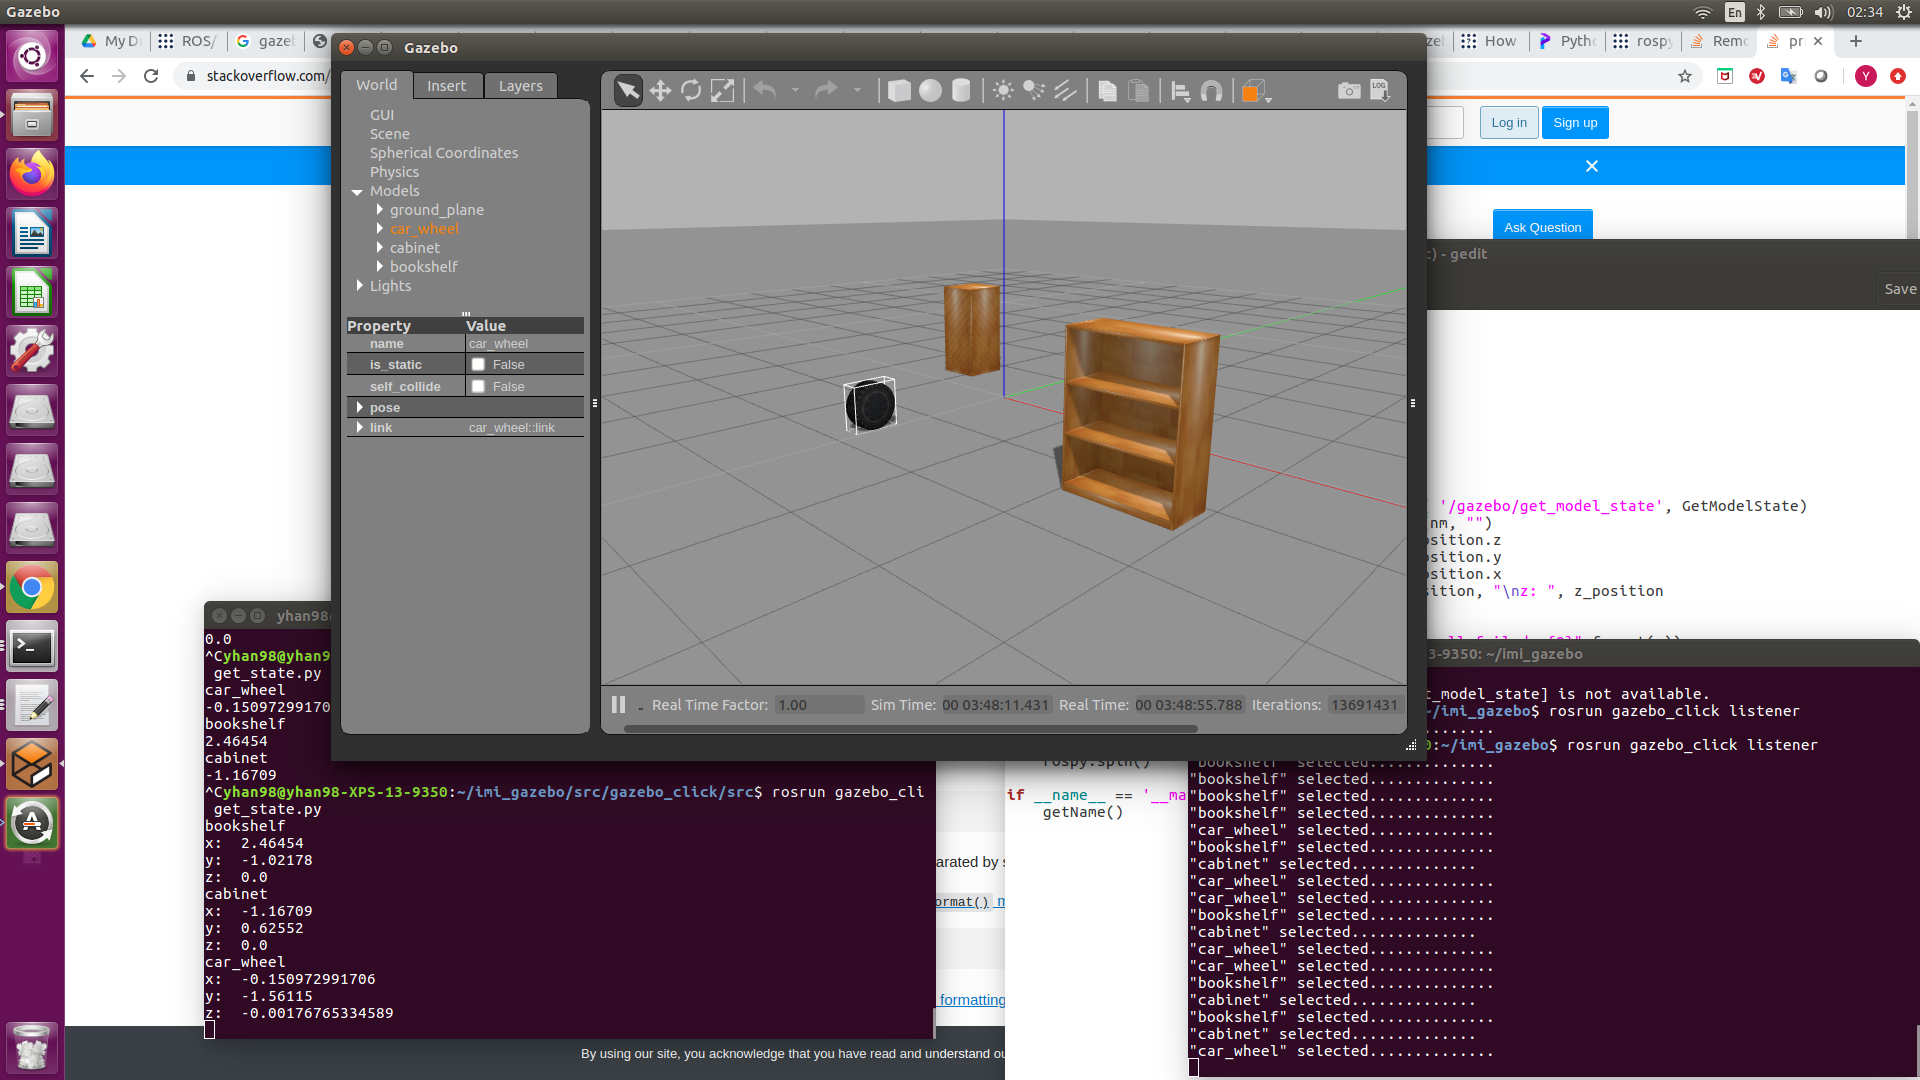 Gazebo
En
02:34
My D
ROS/
gazel
How
Pyth
rospy
Remo
pri
stackoverflow.com/
Y
Log in
Sign up
Ask Question
) - gedit
Save
Gazebo
World
Insert
Layers
GUI
Scene
Spherical Coordinates
Physics
Models
ground_plane
car_wheel
cabinet
bookshelf
Lights
Property Value
name car_wheel
is_static False
self_collide False
pose
link car_wheel::link
LOG
Real Time Factor: 1.00 Sim Time: 00 03:48:11.431 Real Time: 00 03:48:55.788 Iterations: 13691431
'/gazebo/get_model_state', GetModelState)
nm, "")
sition.z
sition.y
sition.x
ition, "\nz: ", z_position
rospy.spin()
if __name__ == '__ma
getName()
yhan98@
0.0
^Cyhan98@yhan9
get_state.py
car_wheel
-0.1509729917
bookshelf
2.46454
cabinet
-1.16709
^Cyhan98@yhan98-XPS-13-9350:~/imi_gazebo/src/gazebo_click/src$ rosrun gazebo_cli
get_state.py
bookshelf
x: 2.46454
y: -1.02178
z: 0.0
cabinet
x: -1.16709
y: 0.62552
z: 0.0
car_wheel
x: -0.150972991706
y: -1.56115
z: -0.00176765334589
arated by s
ormat() m
formatting
By using our site, you acknowledge that you have read and understand ou
3-9350: ~/imi_gazebo
t_model_state] is not available.
~/imi_gazebo$ rosrun gazebo_click listener
........
0:~/imi_gazebo$ rosrun gazebo_click listener
"bookshelf" selected..............
"bookshelf" selected..............
"bookshelf" selected..............
"bookshelf" selected..............
"car_wheel" selected..............
"bookshelf" selected..............
"cabinet" selected..............
"car_wheel" selected..............
"car_wheel" selected..............
"bookshelf" selected..............
"cabinet" selected..............
"car_wheel" selected..............
"car_wheel" selected..............
"bookshelf" selected..............
"cabinet" selected..............
"bookshelf" selected..............
"cabinet" selected..............
"car_wheel" selected..............